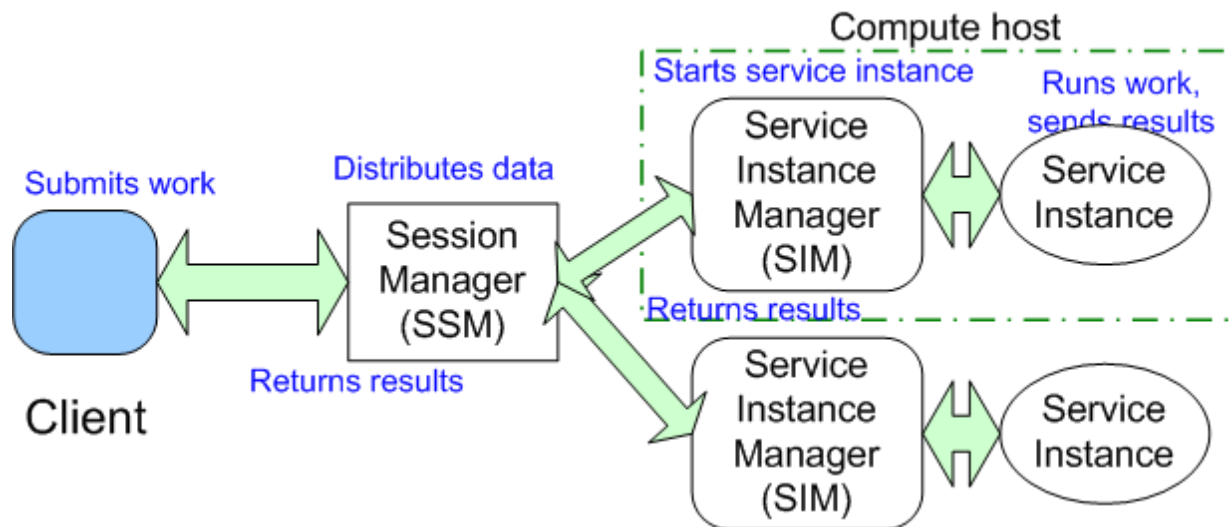 Compute host
Starts service instance
Runs work,
sends results
Service
Instance
Manager
(SIM)
Service
Instance
Submits work
Distributes data
Session
Manager
(SSM)
Returns results
Returns results
Client
Service
Instance
Manager
(SIM)
Service
Instance